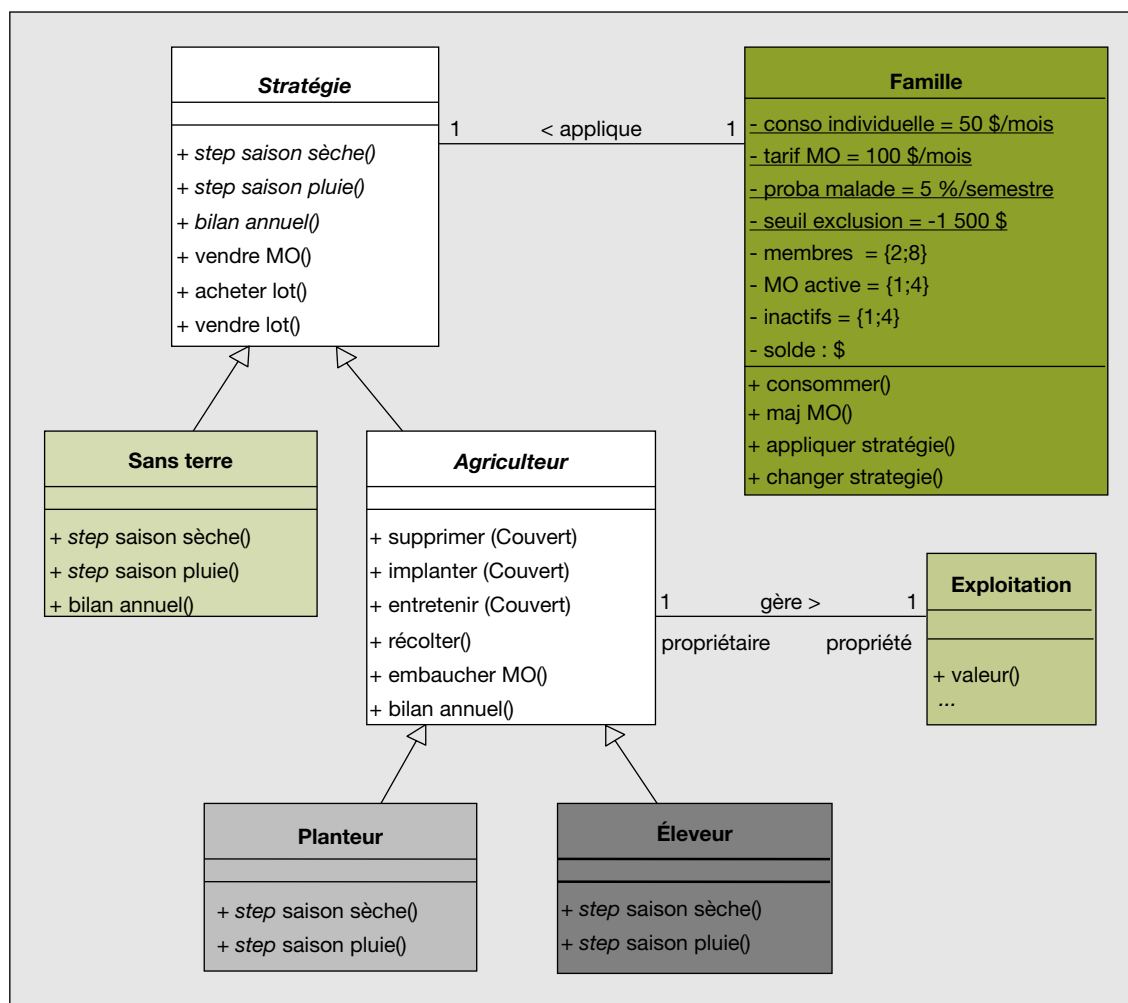 Stratégie
+ step saison sèche()
+ step saison pluie()
+ bilan annuel()
+ vendre MO()
+ acheter lot()
+ vendre lot()
1 < applique 1
Famille
- conso individuelle = 50 $/mois
- tarif MO = 100 $/mois
- proba malade = 5 %/semestre
- seuil exclusion = -1 500 $
- membres = {2;8}
- MO active = {1;4}
- inactifs = {1;4}
- solde : $
+ consommer()
+ maj MO()
+ appliquer stratégie()
+ changer strategie()
Sans terre
+ step saison sèche()
+ step saison pluie()
+ bilan annuel()
Agriculteur
+ supprimer (Couvert)
+ implanter (Couvert)
+ entretenir (Couvert)
+ récolter()
+ embaucher MO()
+ bilan annuel()
1 gère > 1
propriétaire propriété
Exploitation
+ valeur()
...
Planteur
+ step saison sèche()
+ step saison pluie()
Éleveur
+ step saison sèche()
+ step saison pluie()